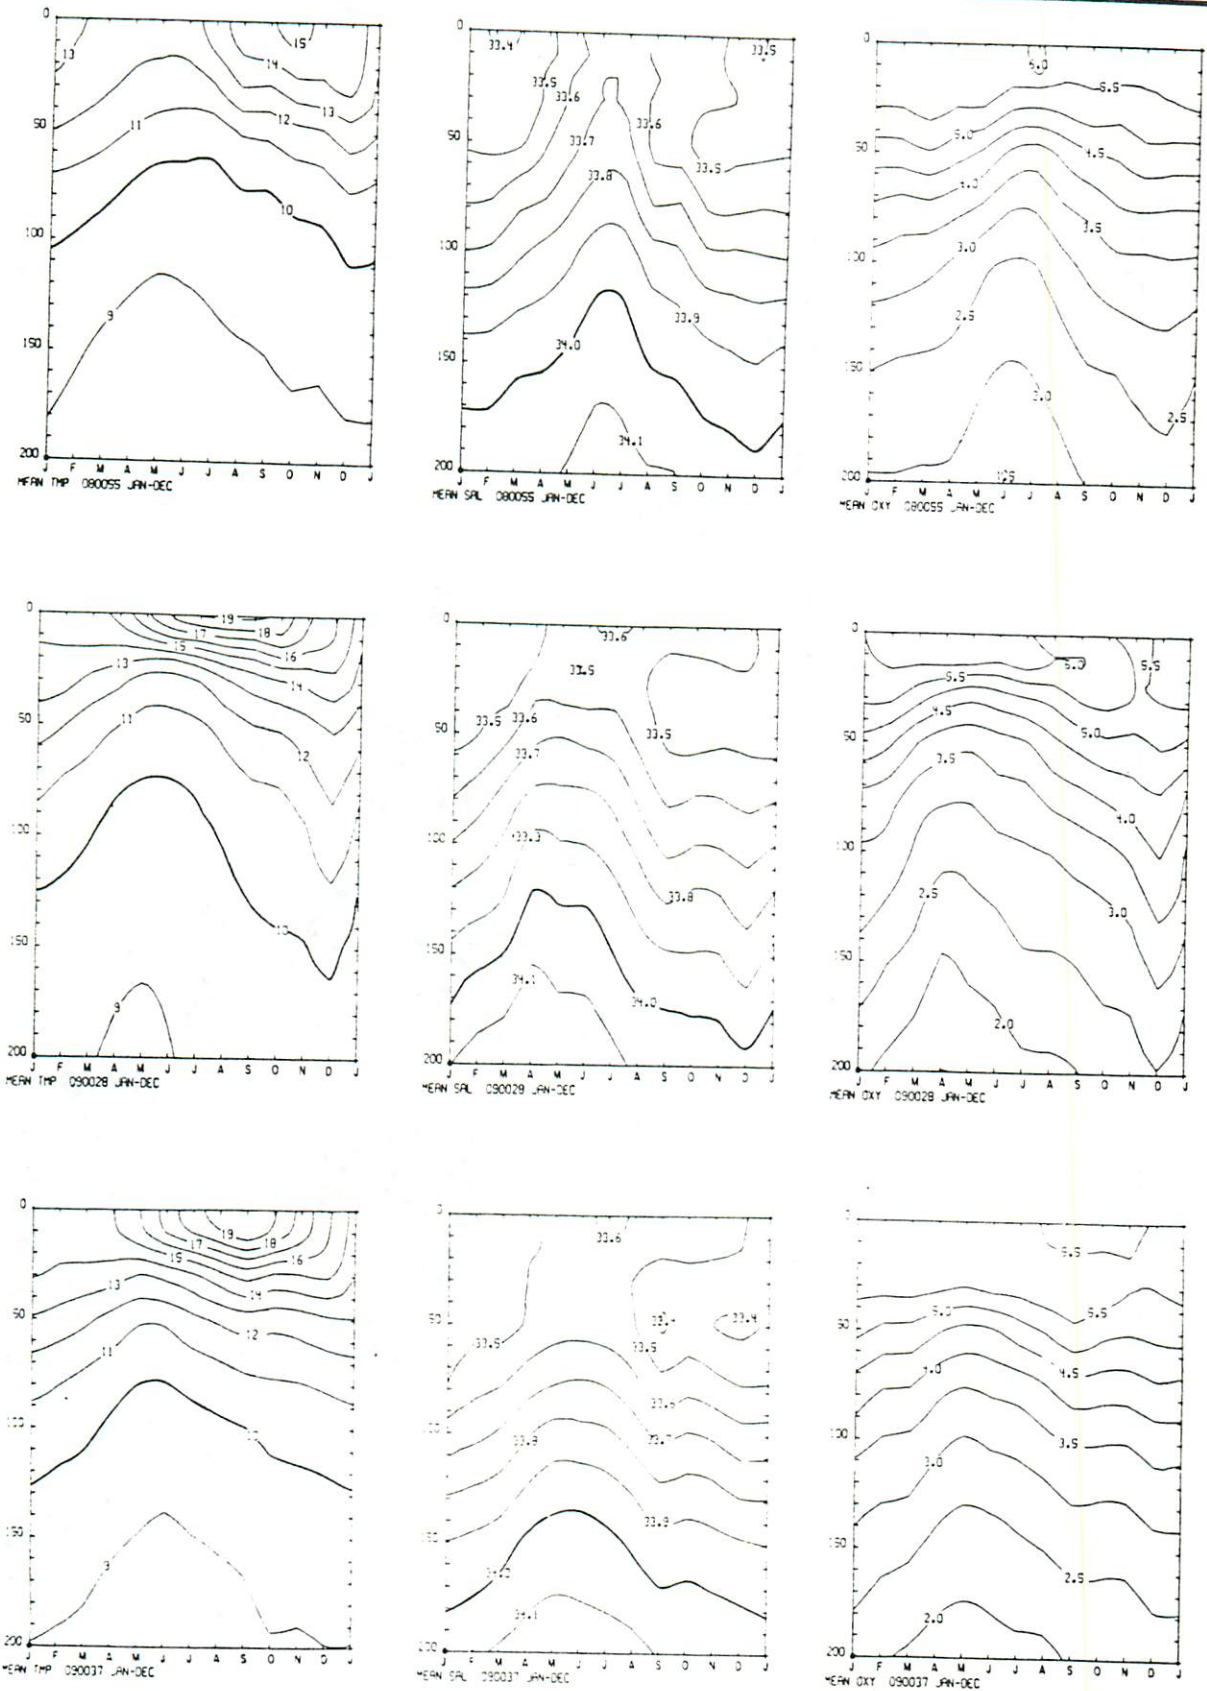 0 50 100 150 200
13 14 15 11 12 13 10 9
J F M A M J J A S O N D J
MEAN TMP 080055 JAN-DEC
0 50 100 150 200
33.4 33.5 33.5 33.6 33.6 33.7 33.5 33.8 33.9 34.0 34.1
J F M A M J J A S O N D J
MEAN SAL 080055 JAN-DEC
0 50 100 150 200
6.0 5.5 5.0 4.5 4.0 3.5 3.0 2.5 2.5
J F M A M J J A S O N D J
MEAN OXY 080055 JAN-DEC
0 50 100 150 200
19 17 18 15 16 13 14 11 12 10 9
J F M A M J J A S O N D J
MEAN TMP 090028 JAN-DEC
0 50 100 150 200
33.6 33.5 33.5 33.6 33.5 33.7 33.8 34.1 34.0
J F M A M J J A S O N D J
MEAN SAL 090028 JAN-DEC
0 50 100 150 200
5.0 5.5 5.5 4.5 5.0 3.5 4.0 2.5 3.0 2.0
J F M A M J J A S O N D J
MEAN OXY 090028 JAN-DEC
0 50 100 150 200
19 17 18 15 16 13 14 12 11 10 9
J F M A M J J A S O N D J
MEAN TMP 090037 JAN-DEC
0 50 100 150 200
33.6 33.4 33.5 33.5 33.6 33.7 33.8 33.9 34.0 34.1
J F M A M J J A S O N D J
MEAN SAL 090037 JAN-DEC
0 50 100 150 200
5.5 5.0 5.5 4.0 4.5 3.5 3.0 2.5 2.0
J F M A M J J A S O N D J
MEAN OXY 090037 JAN-DEC